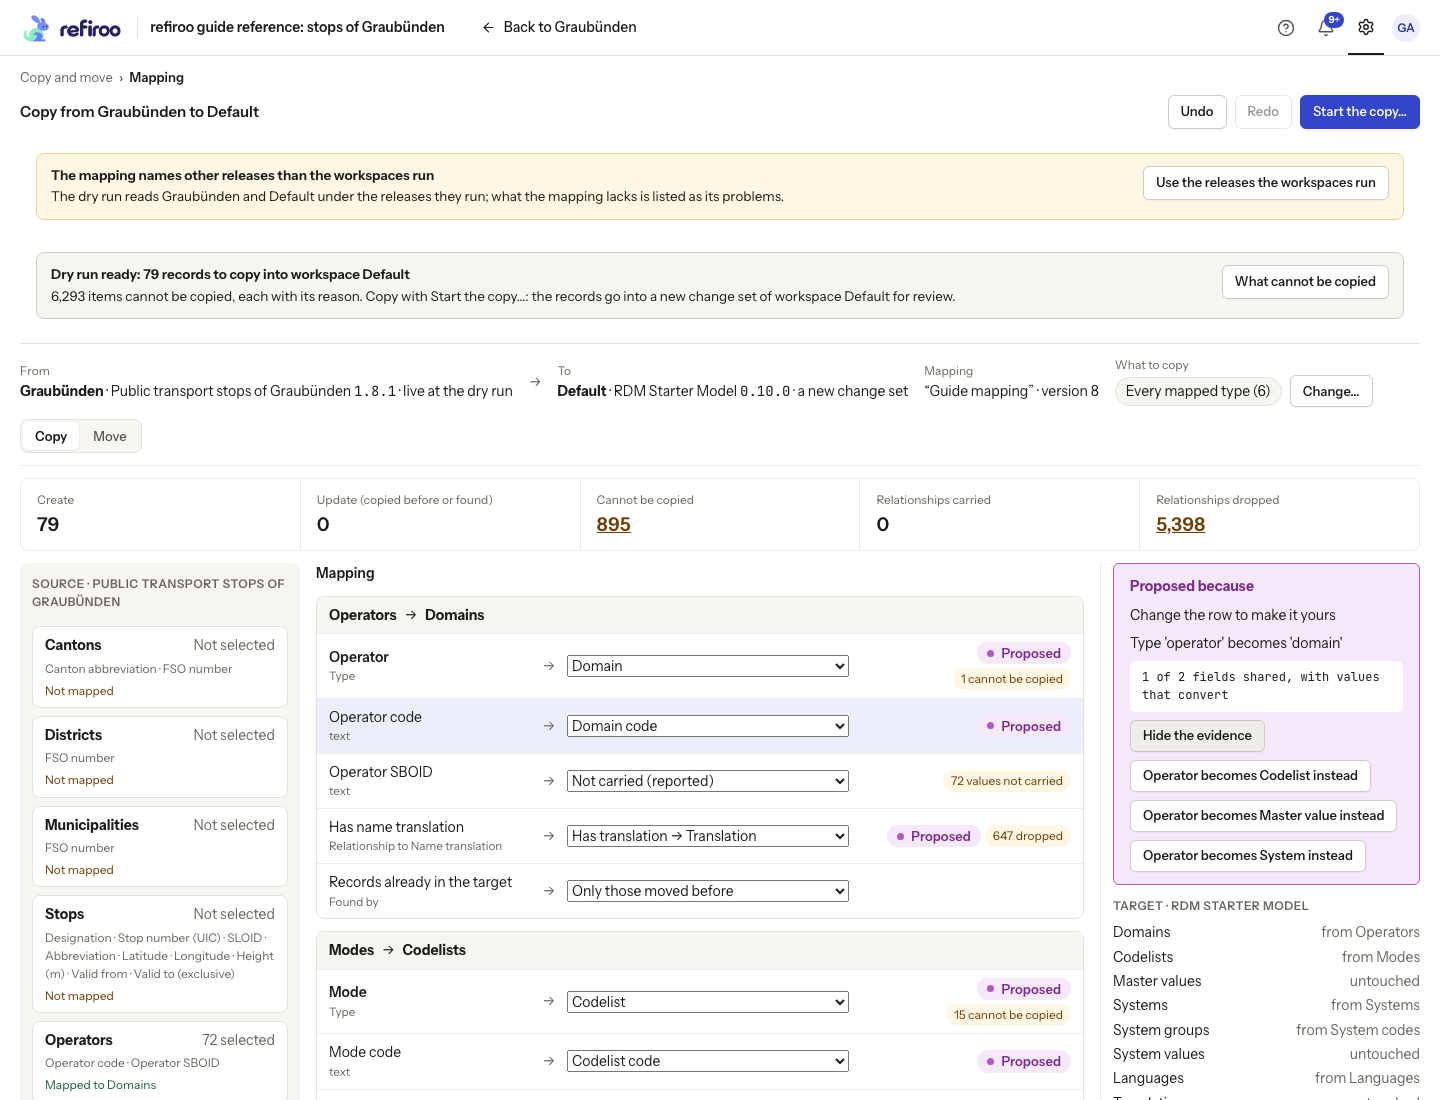 refiroo
refiroo guide reference: stops of Graubünden
← Back to Graubünden
9+
GA
Copy and move › Mapping
Copy from Graubünden to Default
Undo
Redo
Start the copy...
The mapping names other releases than the workspaces run
The dry run reads Graubünden and Default under the releases they run; what the mapping lacks is listed as its problems.
Use the releases the workspaces run
Dry run ready: 79 records to copy into workspace Default
6,293 items cannot be copied, each with its reason. Copy with Start the copy...: the records go into a new change set of workspace Default for review.
What cannot be copied
From
Graubünden · Public transport stops of Graubünden 1.8.1 · live at the dry run
→
To
Default · RDM Starter Model 0.10.0 · a new change set
Mapping
“Guide mapping” · version 8
What to copy
Every mapped type (6)
Change...
Copy
Move
Create
79
Update (copied before or found)
0
Cannot be copied
895
Relationships carried
0
Relationships dropped
5,398
SOURCE · PUBLIC TRANSPORT STOPS OF
GRAUBÜNDEN
Cantons Not selected
Canton abbreviation · FSO number
Not mapped
Districts Not selected
FSO number
Not mapped
Municipalities Not selected
FSO number
Not mapped
Stops Not selected
Designation · Stop number (UIC) · SLOID ·
Abbreviation · Latitude · Longitude · Height
(m) · Valid from · Valid to (exclusive)
Not mapped
Operators 72 selected
Operator code · Operator SBOID
Mapped to Domains
Mapping
Operators → Domains
Operator
Type
→ Domain
Proposed
1 cannot be copied
Operator code
text
→ Domain code
Proposed
Operator SBOID
text
→ Not carried (reported)
72 values not carried
Has name translation
Relationship to Name translation
→ Has translation → Translation
Proposed
647 dropped
Records already in the target
Found by
→ Only those moved before
Modes → Codelists
Mode
Type
→ Codelist
Proposed
15 cannot be copied
Mode code
text
→ Codelist code
Proposed
Proposed because
Change the row to make it yours
Type 'operator' becomes 'domain'
1 of 2 fields shared, with values
that convert
Hide the evidence
Operator becomes Codelist instead
Operator becomes Master value instead
Operator becomes System instead
TARGET · RDM STARTER MODEL
Domains from Operators
Codelists from Modes
Master values untouched
Systems from Systems
System groups from System codes
System values untouched
Languages from Languages